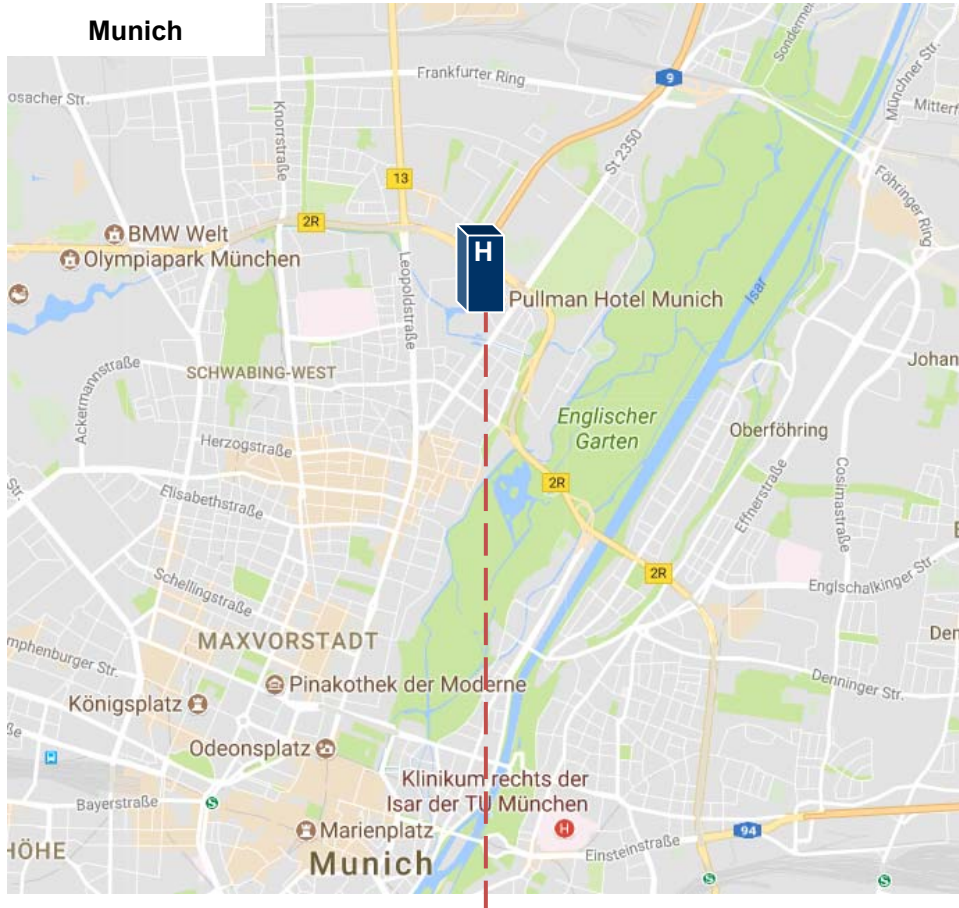 Munich
Sondermei
Münchner Str.
Frankfurter Ring
9
osacher Str.
Mitterf
Knorrstraße
St 2350
13
Föhringer Ring
2R
BMW Welt
H
Olympiapark München
Leopoldstraße
Isar
Pullman Hotel Munich
Ackermannstraße
Johan
SCHWABING-WEST
Englischer
Garten
Oberföhring
Herzogstraße
Cosimastraße
Str.
Elisabethstraße
2R
Effnerstraße
2R
Schellingstraße
Englschalkinger Str.
MAXVORSTADT
Den
mphenburger Str.
Pinakothek der Moderne
Denninger Str.
Königsplatz
Odeonsplatz
Klinikum rechts der
Isar der TU München
Bayerstraße
S
H
Marienplatz
94
HÖHE
Munich
Einsteinstraße
S
S